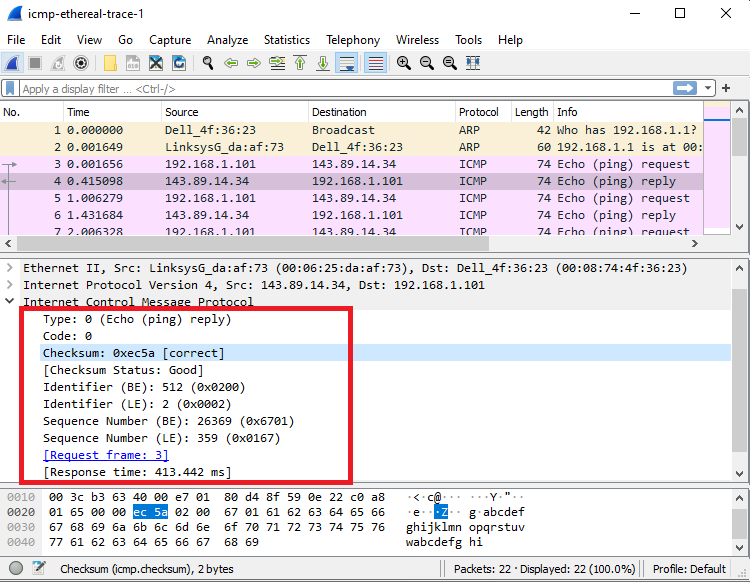 icmp-ethereal-trace-1
File Edit View Go Capture Analyze Statistics Telephony Wireless Tools Help
Apply a display filter ... <Ctrl-/>
No. Time Source Destination Protocol Length Info
1 0.000000 Dell_4f:36:23 Broadcast ARP 42 Who has 192.168.1.1?
2 0.001649 LinksysG_da:af:73 Dell_4f:36:23 ARP 60 192.168.1.1 is at 00:
3 0.001656 192.168.1.101 143.89.14.34 ICMP 74 Echo (ping) request
4 0.415098 143.89.14.34 192.168.1.101 ICMP 74 Echo (ping) reply
5 1.006279 192.168.1.101 143.89.14.34 ICMP 74 Echo (ping) request
6 1.431684 143.89.14.34 192.168.1.101 ICMP 74 Echo (ping) reply
7 2.006328 192.168.1.101 143.89.14.34 ICMP 74 Echo (ping) request
Ethernet II, Src: LinksysG_da:af:73 (00:06:25:da:af:73), Dst: Dell_4f:36:23 (00:08:74:4f:36:23)
Internet Protocol Version 4, Src: 143.89.14.34, Dst: 192.168.1.101
Internet Control Message Protocol
Type: 0 (Echo (ping) reply)
Code: 0
Checksum: 0xec5a [correct]
[Checksum Status: Good]
Identifier (BE): 512 (0x0200)
Identifier (LE): 2 (0x0002)
Sequence Number (BE): 26369 (0x6701)
Sequence Number (LE): 359 (0x0167)
[Request frame: 3]
[Response time: 413.442 ms]
0010 00 3c b3 63 40 00 e7 01 80 d4 8f 59 0e 22 c0 a8 ·<·c@··· ···Y·"··
0020 01 65 00 00 ec 5a 02 00 67 01 61 62 63 64 65 66 ·e···Z·· g·abcdef
0030 67 68 69 6a 6b 6c 6d 6e 6f 70 71 72 73 74 75 76 ghijklmn opqrstuv
0040 77 61 62 63 64 65 66 67 68 69 wabcdefg hi
Checksum (icmp.checksum), 2 bytes Packets: 22 · Displayed: 22 (100.0%) Profile: Default